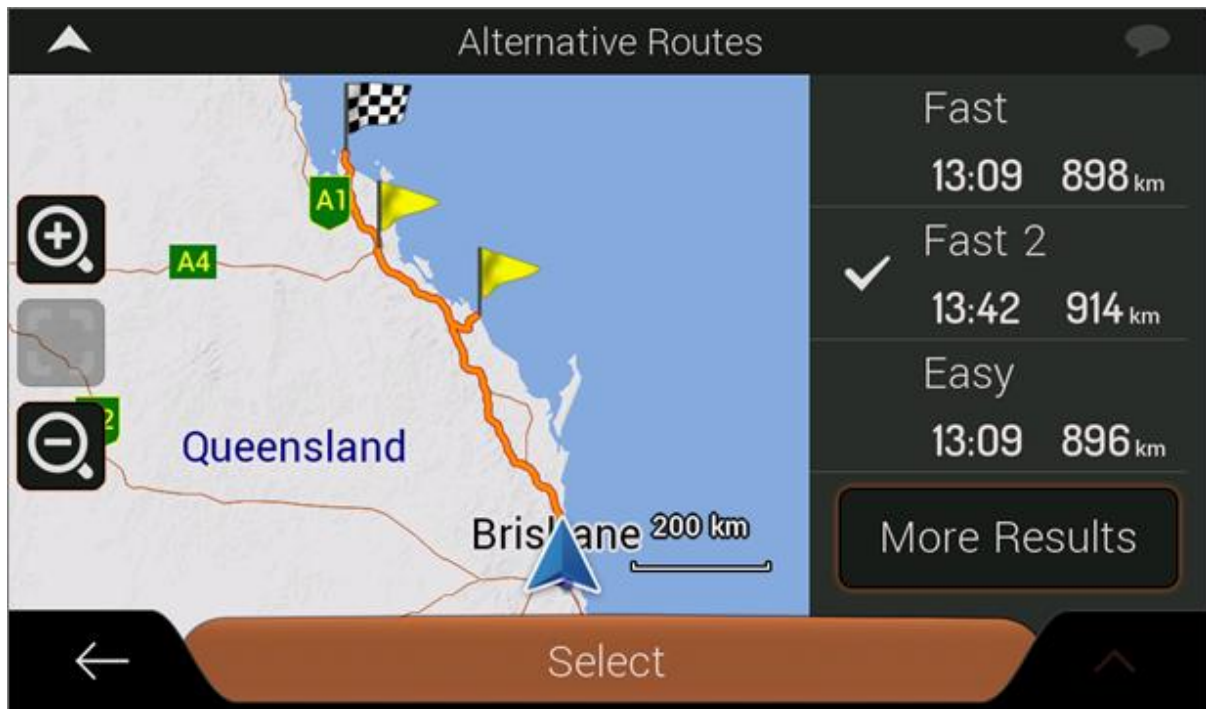 Alternative Routes
A1
A4
2
Queensland
Brisbane
200 km
Fast
13:09 898 km
Fast 2
13:42 914 km
Easy
13:09 896 km
More Results
Select